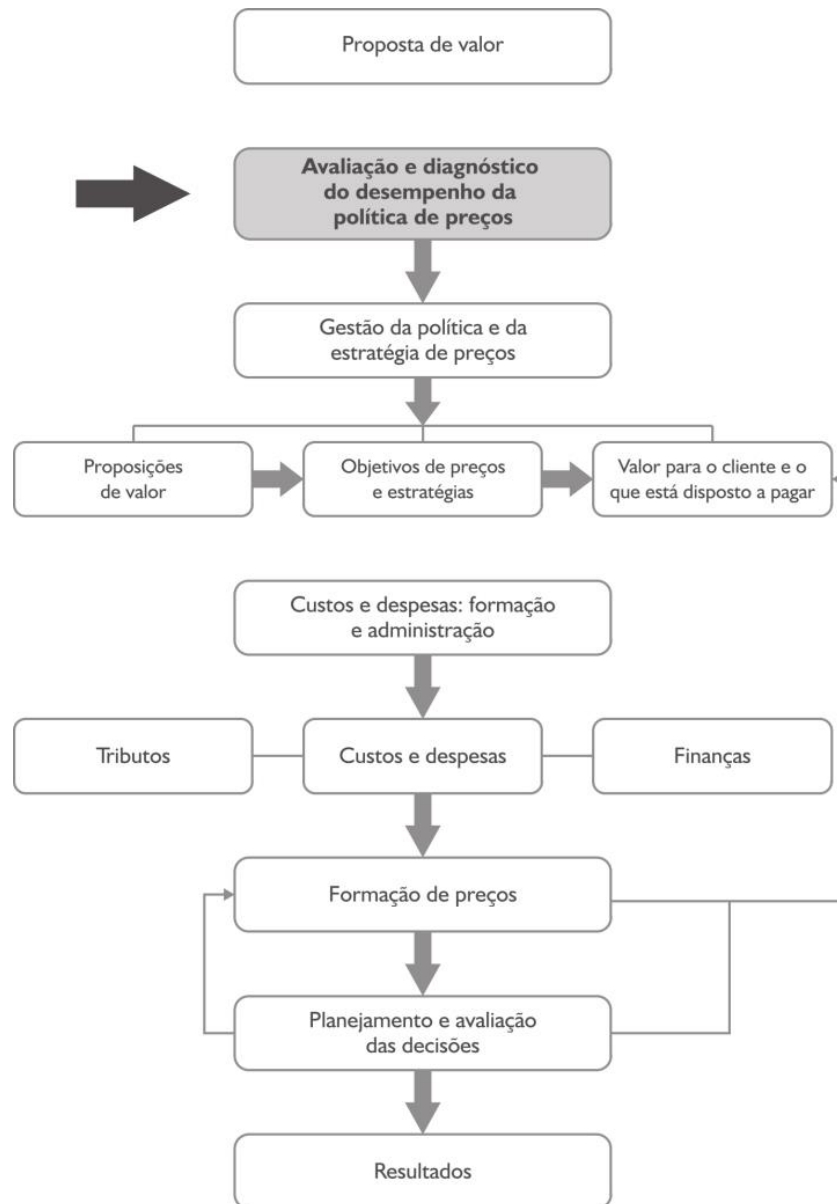 Proposta de valor
Avaliação e diagnóstico
do desempenho da
política de preços
Gestão da política e da
estratégia de preços
Proposições
de valor
Objetivos de preços
e estratégias
Valor para o cliente e o
que está disposto a pagar
Custos e despesas: formação
e administração
Tributos
Custos e despesas
Finanças
Formação de preços
Planejamento e avaliação
das decisões
Resultados